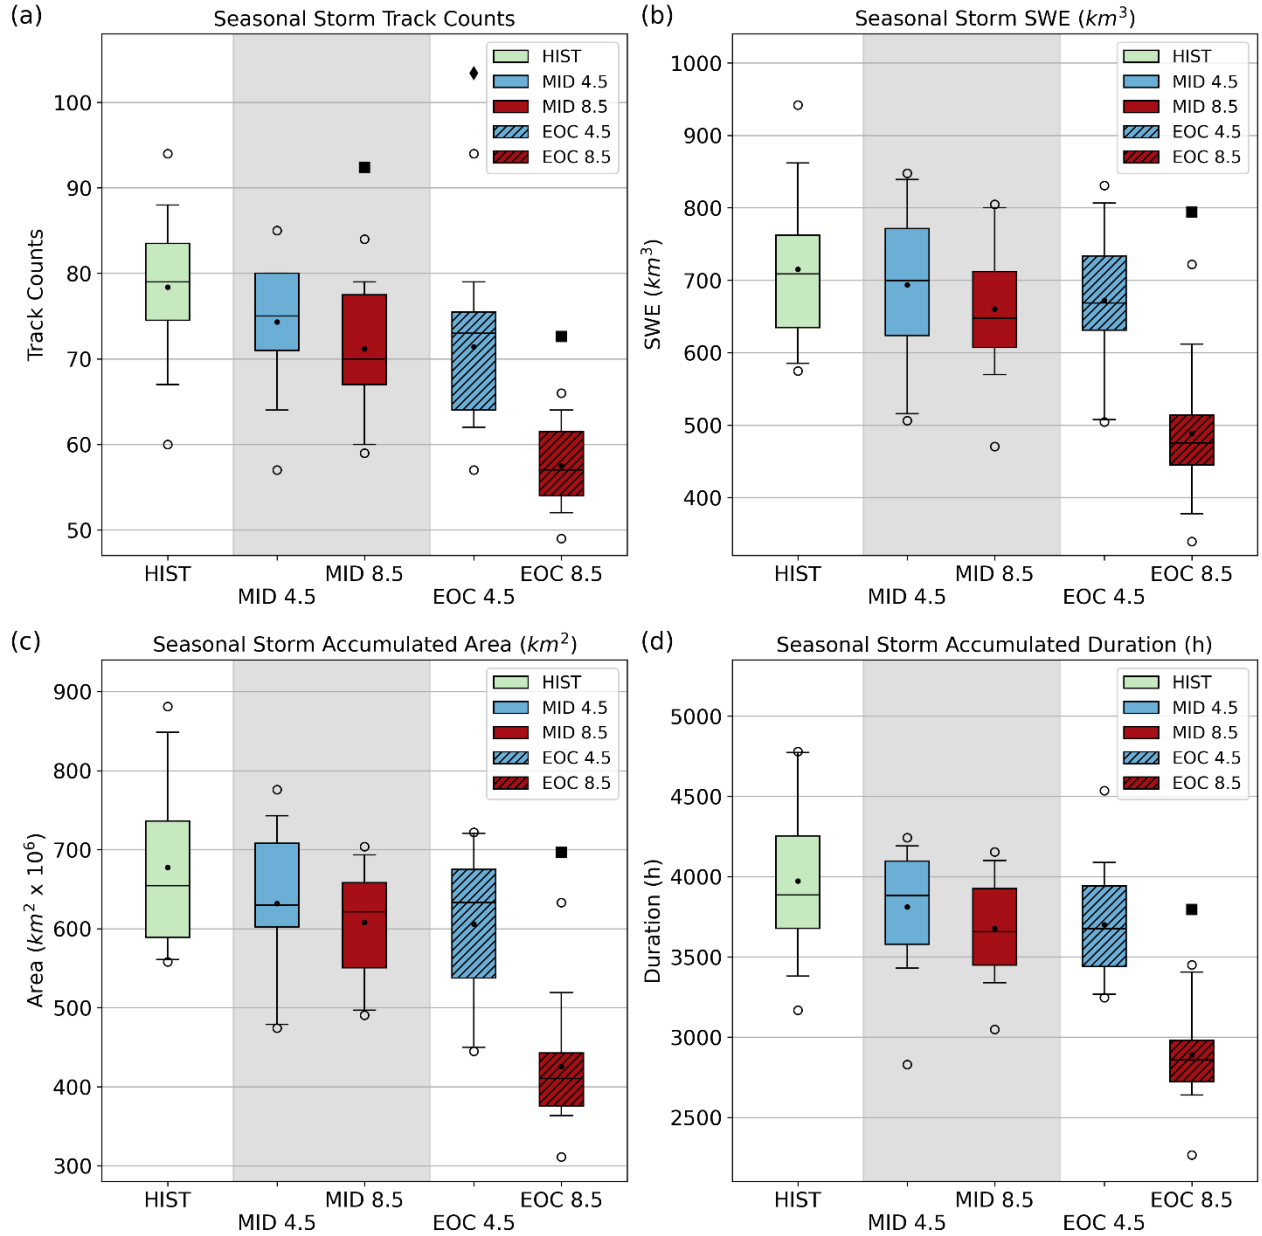 (a)
Seasonal Storm Track Counts
Track Counts
100
90
80
70
60
50
HIST
MID 4.5
MID 8.5
EOC 4.5
EOC 8.5
HIST
MID 8.5
EOC 8.5
MID 4.5
EOC 4.5
(b)
Seasonal Storm SWE (km³)
SWE (km³)
1000
900
800
700
600
500
400
HIST
MID 4.5
MID 8.5
EOC 4.5
EOC 8.5
HIST
MID 8.5
EOC 8.5
MID 4.5
EOC 4.5
(c)
Seasonal Storm Accumulated Area (km²)
Area (km² x 10⁶)
900
800
700
600
500
400
300
HIST
MID 4.5
MID 8.5
EOC 4.5
EOC 8.5
HIST
MID 8.5
EOC 8.5
MID 4.5
EOC 4.5
(d)
Seasonal Storm Accumulated Duration (h)
Duration (h)
5000
4500
4000
3500
3000
2500
HIST
MID 4.5
MID 8.5
EOC 4.5
EOC 8.5
HIST
MID 8.5
EOC 8.5
MID 4.5
EOC 4.5